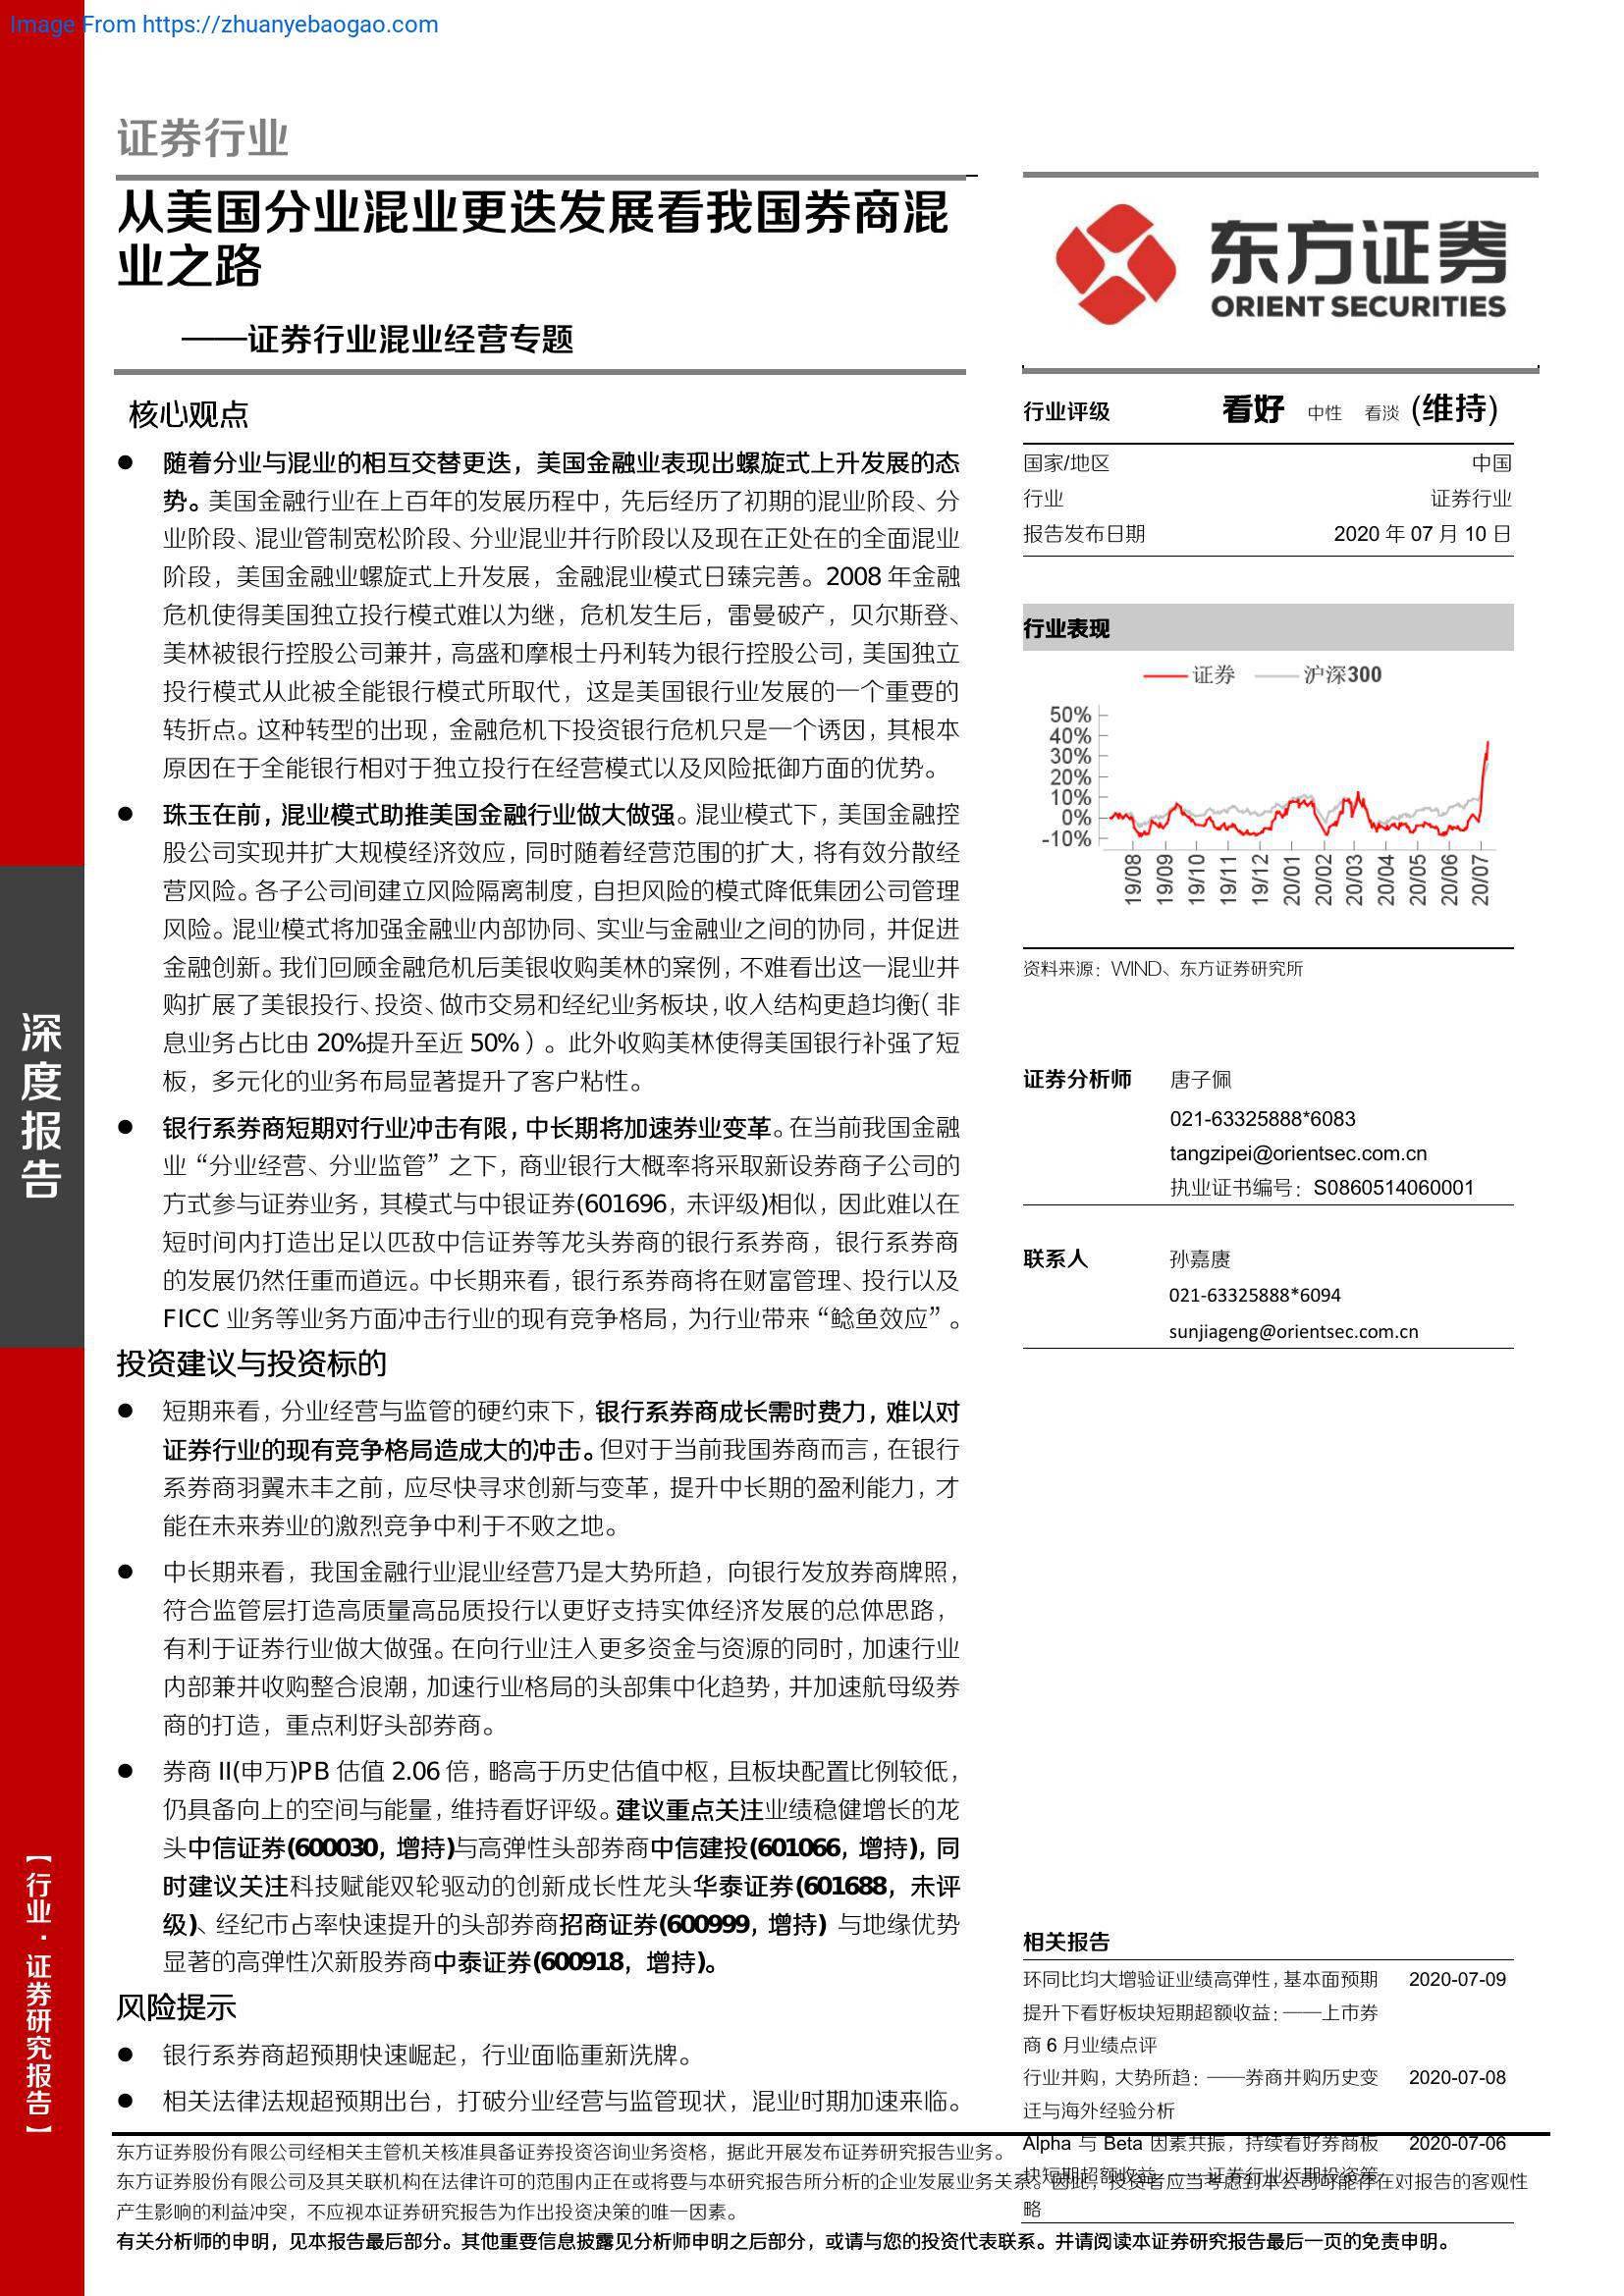 Image From https://zhuanyebaogao.com
证券行业
从美国分业混业更迭发展看我国券商混
业之路
——证券行业混业经营专题
核心观点
● 随着分业与混业的相互交替更迭，美国金融业表现出螺旋式上升发展的态
势。美国金融行业在上百年的发展历程中，先后经历了初期的混业阶段、分
业阶段、混业管制宽松阶段、分业混业并行阶段以及现在正处在的全面混业
阶段，美国金融业螺旋式上升发展，金融混业模式日臻完善。2008 年金融
危机使得美国独立投行模式难以为继，危机发生后，雷曼破产，贝尔斯登、
美林被银行控股公司兼并，高盛和摩根士丹利转为银行控股公司，美国独立
投行模式从此被全能银行模式所取代，这是美国银行业发展的一个重要的
转折点。这种转型的出现，金融危机下投资银行危机只是一个诱因，其根本
原因在于全能银行相对于独立投行在经营模式以及风险抵御方面的优势。
● 珠玉在前，混业模式助推美国金融行业做大做强。混业模式下，美国金融控
股公司实现并扩大规模经济效应，同时随着经营范围的扩大，将有效分散经
营风险。各子公司间建立风险隔离制度，自担风险的模式降低集团公司管理
风险。混业模式将加强金融业内部协同、实业与金融业之间的协同，并促进
金融创新。我们回顾金融危机后美银收购美林的案例，不难看出这一混业并
购扩展了美银投行、投资、做市交易和经纪业务板块，收入结构更趋均衡（非
息业务占比由 20%提升至近 50%）。此外收购美林使得美国银行补强了短
板，多元化的业务布局显著提升了客户粘性。
● 银行系券商短期对行业冲击有限，中长期将加速券业变革。在当前我国金融
业“分业经营、分业监管”之下，商业银行大概率将采取新设券商子公司的
方式参与证券业务，其模式与中银证券(601696，未评级)相似，因此难以在
短时间内打造出足以匹敌中信证券等龙头券商的银行系券商，银行系券商
的发展仍然任重而道远。中长期来看，银行系券商将在财富管理、投行以及
FICC 业务等业务方面冲击行业的现有竞争格局，为行业带来“鲶鱼效应”。
投资建议与投资标的
● 短期来看，分业经营与监管的硬约束下，银行系券商成长需时费力，难以对
证券行业的现有竞争格局造成大的冲击。但对于当前我国券商而言，在银行
系券商羽翼未丰之前，应尽快寻求创新与变革，提升中长期的盈利能力，才
能在未来券业的激烈竞争中利于不败之地。
● 中长期来看，我国金融行业混业经营乃是大势所趋，向银行发放券商牌照，
符合监管层打造高质量高品质投行以更好支持实体经济发展的总体思路，
有利于证券行业做大做强。在向行业注入更多资金与资源的同时，加速行业
内部兼并收购整合浪潮，加速行业格局的头部集中化趋势，并加速航母级券
商的打造，重点利好头部券商。
● 券商 II(申万)PB 估值 2.06 倍，略高于历史估值中枢，且板块配置比例较低，
仍具备向上的空间与能量，维持看好评级。建议重点关注业绩稳健增长的龙
头中信证券(600030，增持)与高弹性头部券商中信建投(601066，增持)，同
时建议关注科技赋能双轮驱动的创新成长性龙头华泰证券(601688，未评
级)、经纪市占率快速提升的头部券商招商证券(600999，增持) 与地缘优势
显著的高弹性次新股券商中泰证券(600918，增持)。
风险提示
● 银行系券商超预期快速崛起，行业面临重新洗牌。
● 相关法律法规超预期出台，打破分业经营与监管现状，混业时期加速来临。
东方证券
ORIENT SECURITIES
行业评级 看好 中性 看淡 (维持)
国家/地区 中国
行业 证券行业
报告发布日期 2020 年 07 月 10 日
行业表现
证券 沪深300
50%
40%
30%
20%
10%
0%
-10%
19/08 19/09 19/10 19/11 19/12 20/01 20/02 20/03 20/04 20/05 20/06 20/07
资料来源：WIND、东方证券研究所
证券分析师 唐子佩
021-63325888*6083
tangzipei@orientsec.com.cn
执业证书编号：S0860514060001
联系人 孙嘉赓
021-63325888*6094
sunjiageng@orientsec.com.cn
相关报告
环同比均大增验证业绩高弹性，基本面预期 2020-07-09
提升下看好板块短期超额收益：——上市券
商 6 月业绩点评
行业并购，大势所趋：——券商并购历史变 2020-07-08
迁与海外经验分析
Alpha 与 Beta 因素共振，持续看好券商板 2020-07-06
块短期超额收益：——证券行业近期投资策
略
深度报告
【行业·证券研究报告】
东方证券股份有限公司经相关主管机关核准具备证券投资咨询业务资格，据此开展发布证券研究报告业务。
东方证券股份有限公司及其关联机构在法律许可的范围内正在或将要与本研究报告所分析的企业发展业务关系。因此，投资者应当考虑到本公司可能存在对报告的客观性
产生影响的利益冲突，不应视本证券研究报告为作出投资决策的唯一因素。
有关分析师的申明，见本报告最后部分。其他重要信息披露见分析师申明之后部分，或请与您的投资代表联系。并请阅读本证券研究报告最后一页的免责申明。